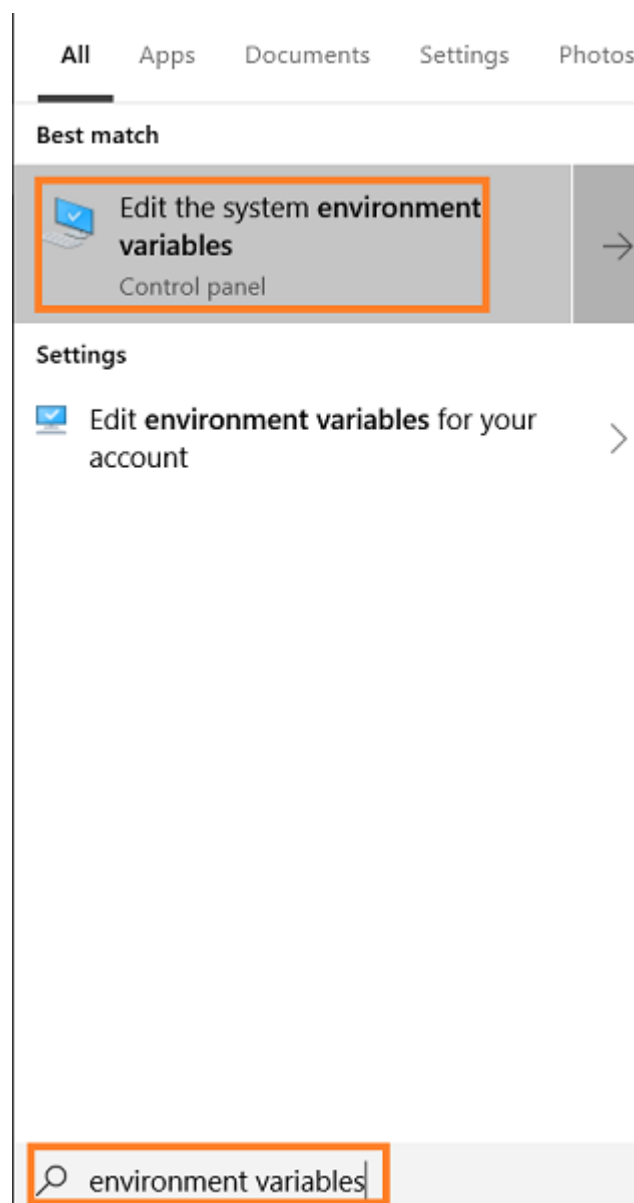 All Apps Documents Settings Photos
Best match
Edit the system environment
variables
Control panel
Settings
Edit environment variables for your
account
environment variables